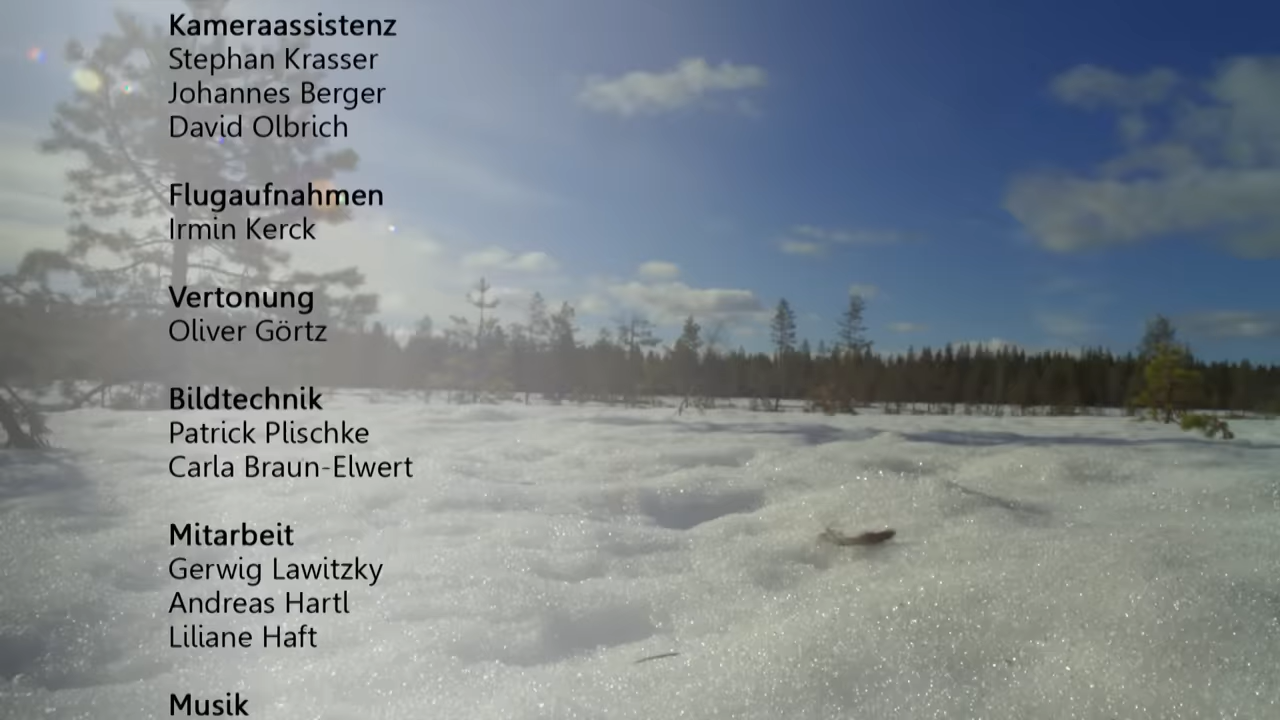 Kameraassistenz
Stephan Krasser
Johannes Berger
David Olbrich
Flugaufnahmen
Irmin Kerck
Vertonung
Oliver Görtz
Bildtechnik
Patrick Plischke
Carla Braun-Elwert
Mitarbeit
Gerwig Lawitzky
Andreas Hartl
Liliane Haft
Musik